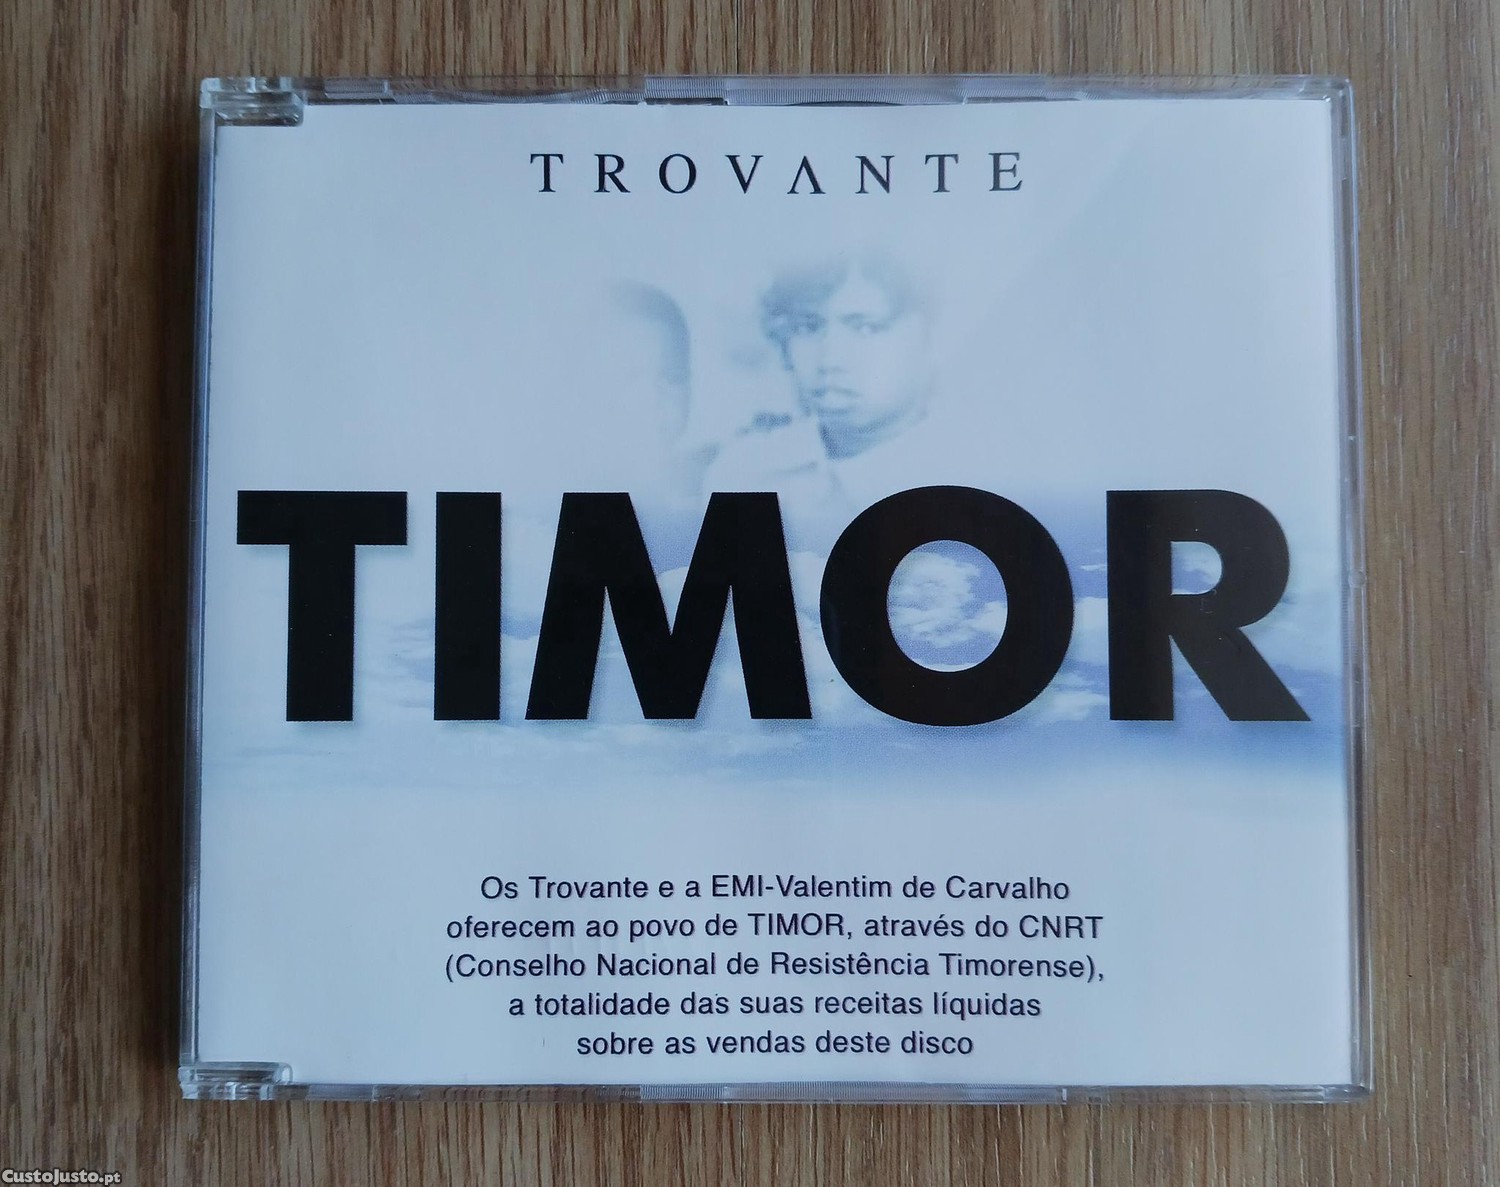 TROVANTE
TIMOR
Os Trovante e a EMI-Valentim de Carvalho
oferecem ao povo de TIMOR, através do CNRT
(Conselho Nacional de Resistência Timorense),
a totalidade das suas receitas líquidas
sobre as vendas deste disco
CustoJusto.pt